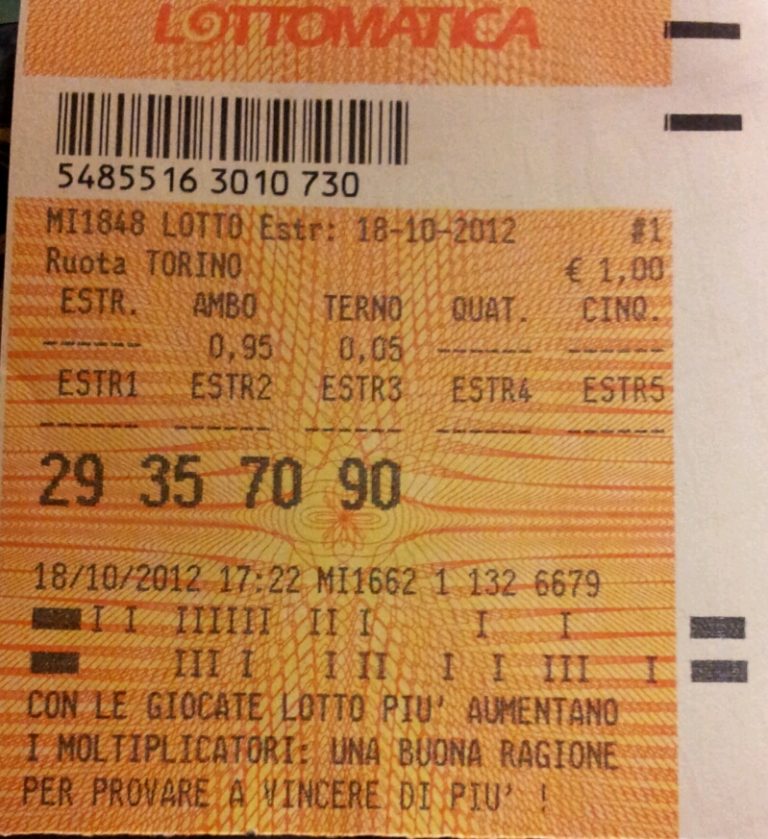 LOTTOMATICA
5485516 3010 730
MI1848 LOTTO Estr: 18-10-2012 #1
Ruota TORINO € 1,00
ESTR. AMBO TERNO QUAT. CINQ.
------ 0,95 0,05 ------ ------
ESTR1 ESTR2 ESTR3 ESTR4 ESTR5
------ ------ ------ ------ ------
29 35 70 90
18/10/2012 17:22 MI1662 1 132 6679
CON LE GIOCATE LOTTO PIU' AUMENTANO
I MOLTIPLICATORI: UNA BUONA RAGIONE
PER PROVARE A VINCERE DI PIU' !